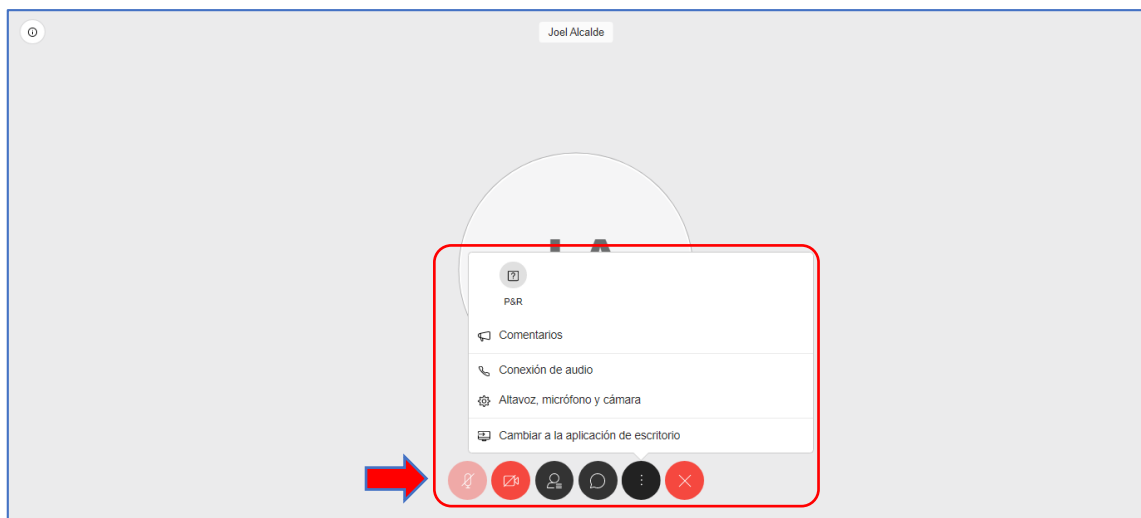 Joel Alcalde
P&R
Comentarios
Conexión de audio
Altavoz, micrófono y cámara
Cambiar a la aplicación de escritorio